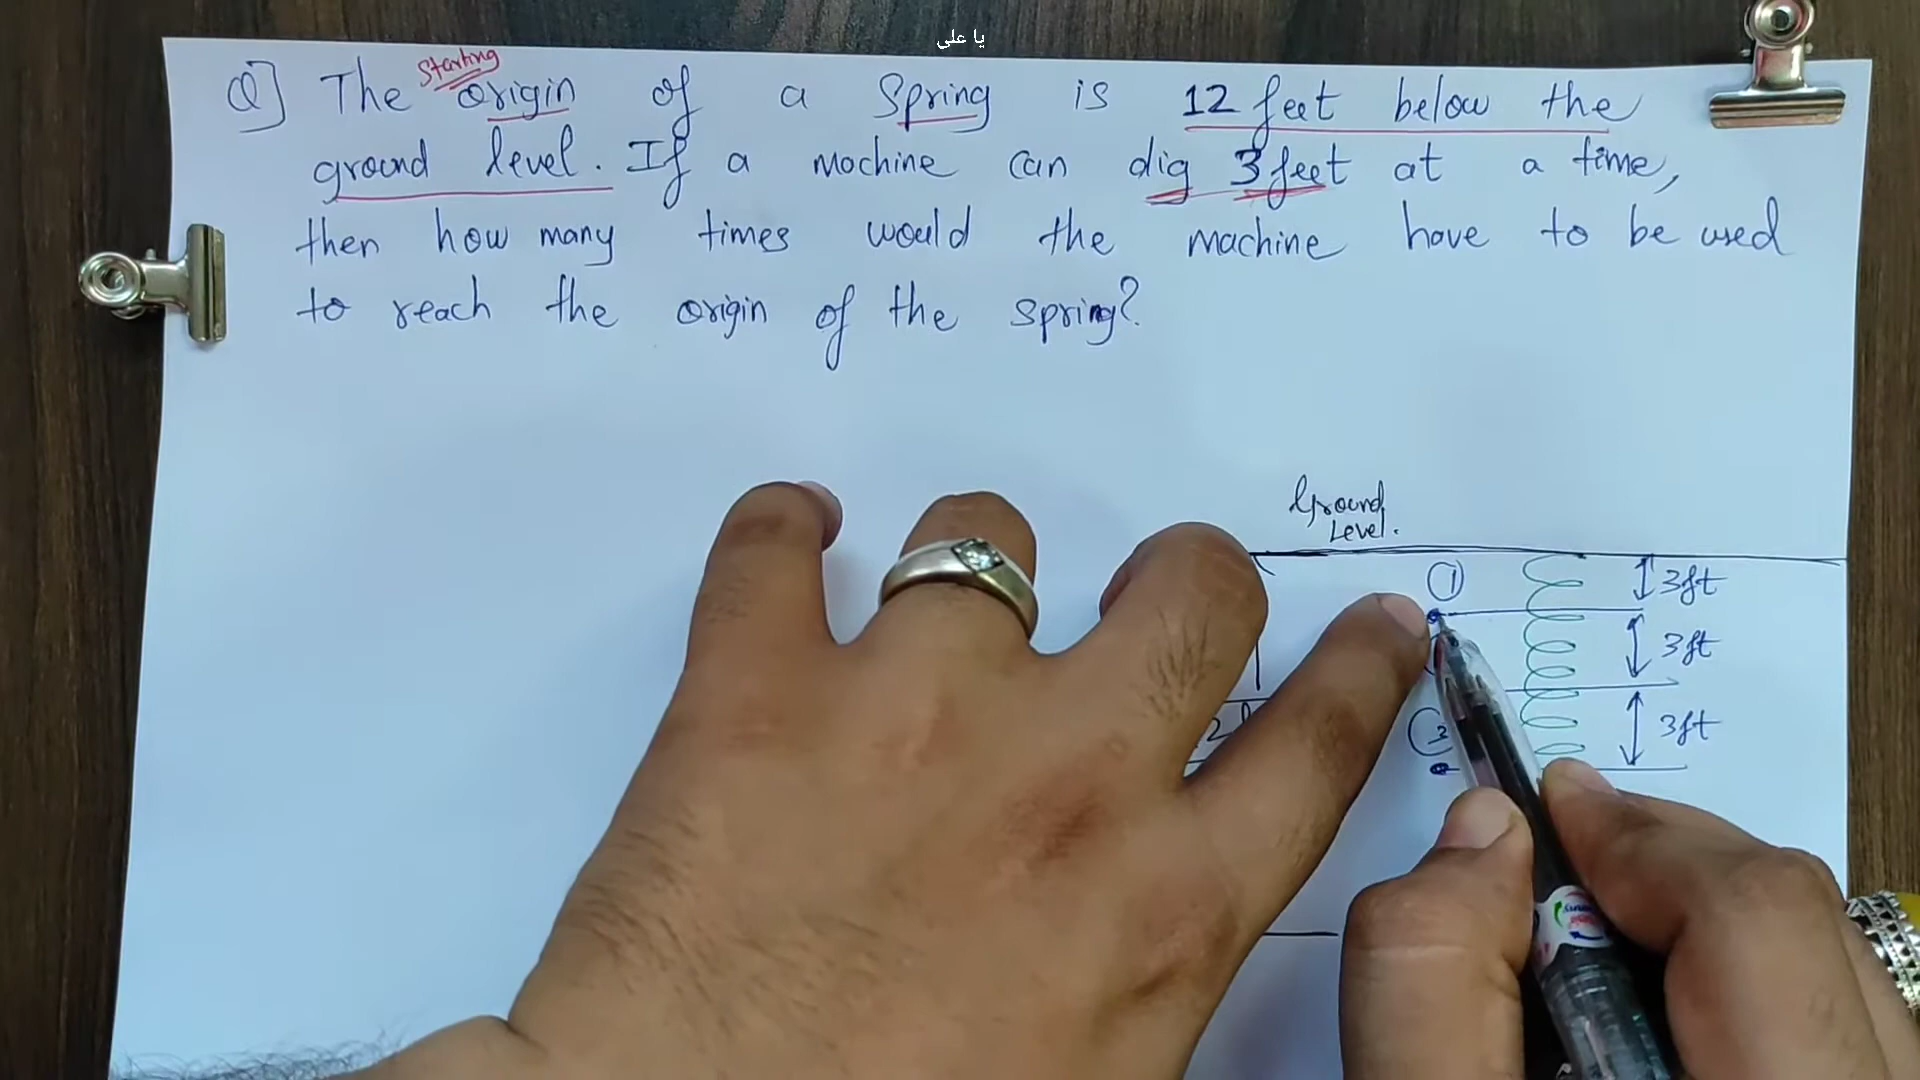 یا علی
Starting
Q] The origin of a spring is 12 feet below the
ground level. If a machine can dig 3 feet at a time,
then how many times would the machine have to be used
to reach the origin of the spring?
Ground
Level.
① 3ft
3ft
③ 3ft